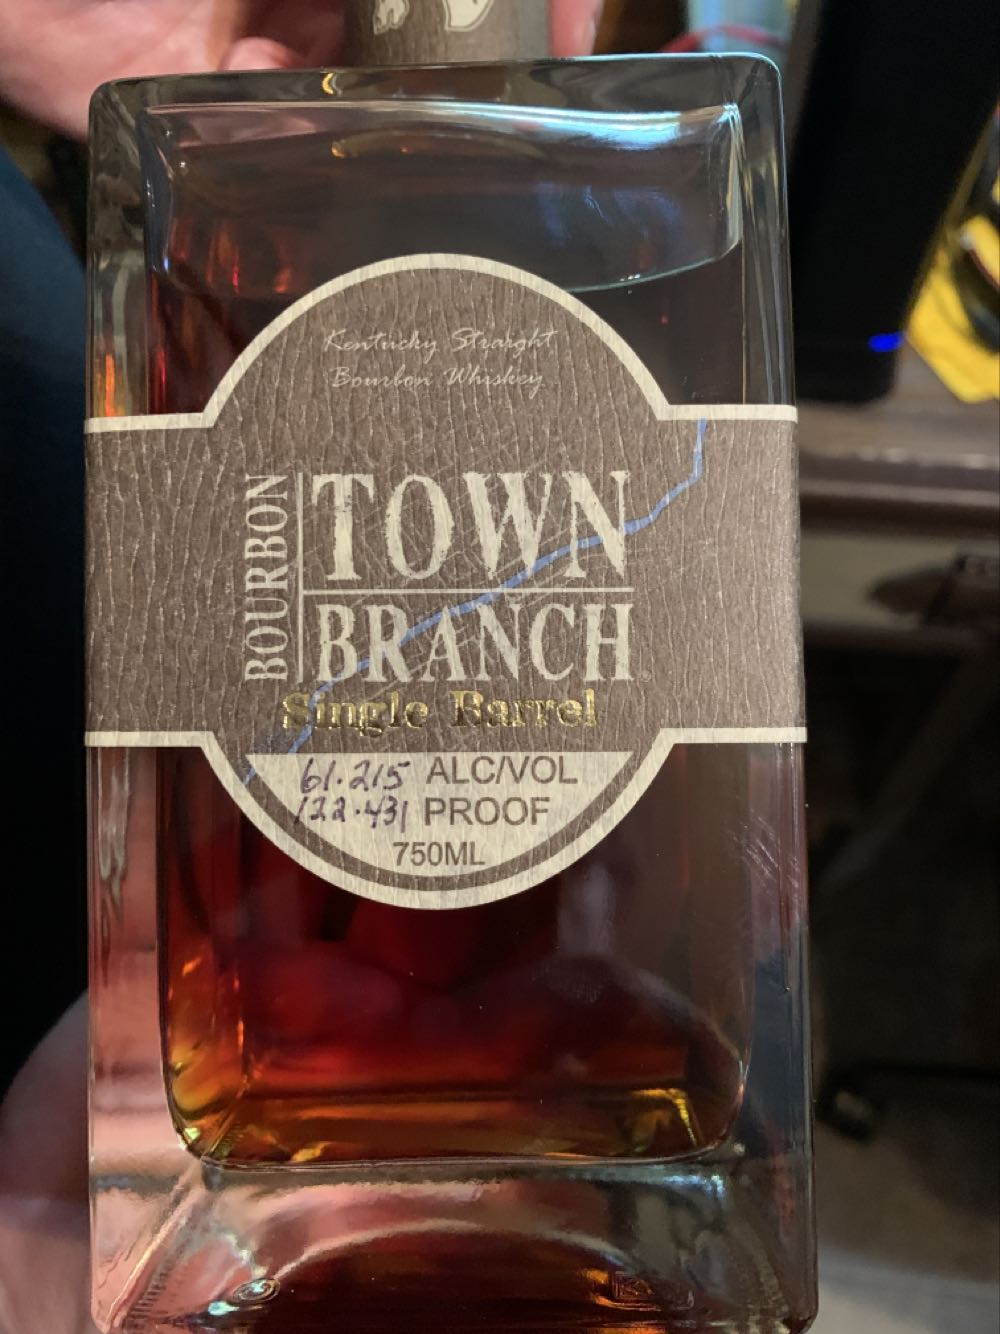 Kentucky Straight
Bourbon Whiskey
BOURBON
TOWN
BRANCH®
Single Barrel
61.215 ALC/VOL
122.431 PROOF
750ML